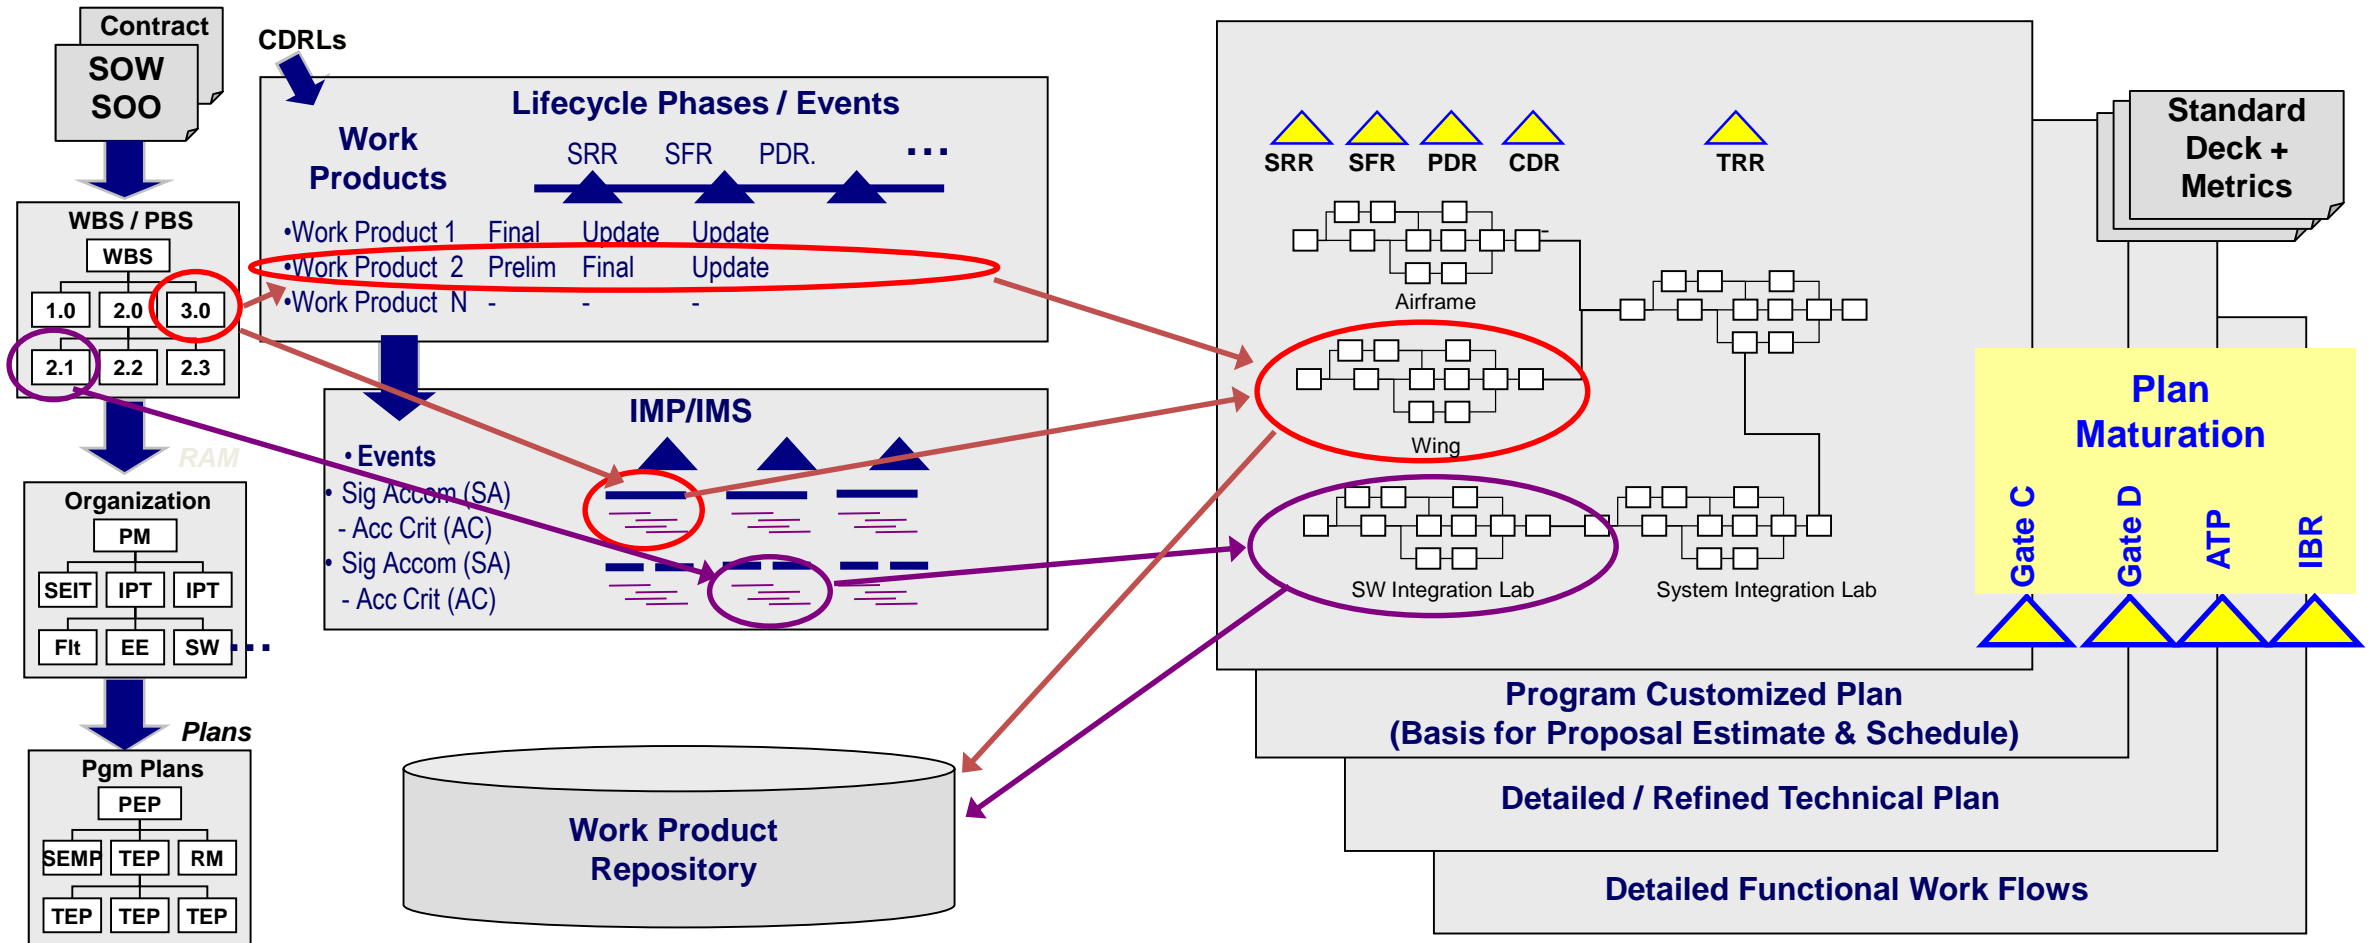 Contract
SOW
SOO
WBS / PBS
WBS
1.0 2.0 3.0
2.1 2.2 2.3
RAM
Organization
PM
SEIT IPT IPT
Flt EE SW ...
Plans
Pgm Plans
PEP
SEMP TEP RM
TEP TEP TEP
CDRLs
Lifecycle Phases / Events
Work
Products
SRR SFR PDR. ...
•Work Product 1 Final Update Update
•Work Product 2 Prelim Final Update
•Work Product N - - -
IMP/IMS
• Events
• Sig Accom (SA)
- Acc Crit (AC)
• Sig Accom (SA)
- Acc Crit (AC)
Work Product
Repository
SRR SFR PDR CDR TRR
Airframe
Wing
SW Integration Lab
System Integration Lab
Program Customized Plan
(Basis for Proposal Estimate & Schedule)
Detailed / Refined Technical Plan
Detailed Functional Work Flows
Standard
Deck +
Metrics
Plan
Maturation
Gate C
Gate D
ATP
IBR